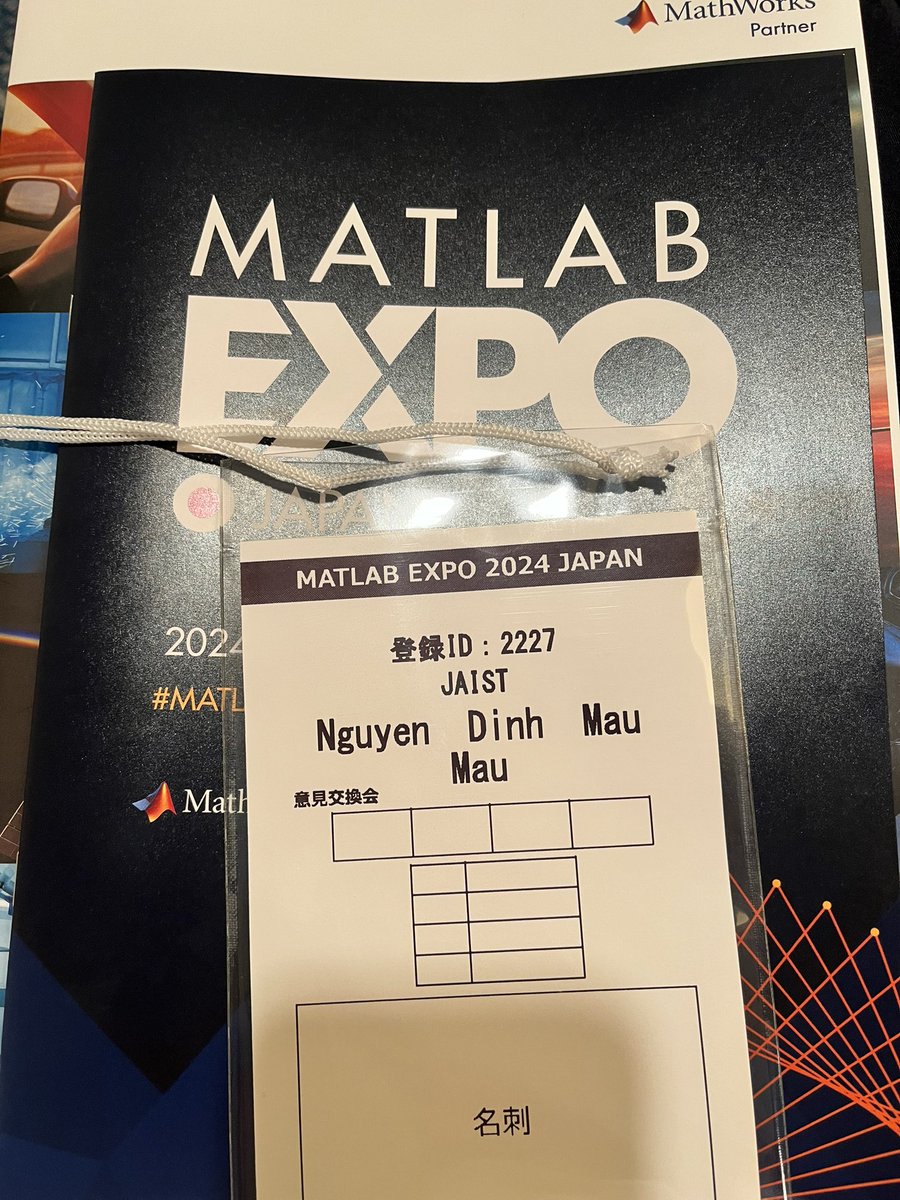 MathWorks
Partner
MATLAB
EXPO
JAPA
MATLAB EXPO 2024 JAPAN
登録ID:2227
JAIST
Nguyen Dinh Mau
Mau
意見交換会
2024
#MATL
Math
名刺